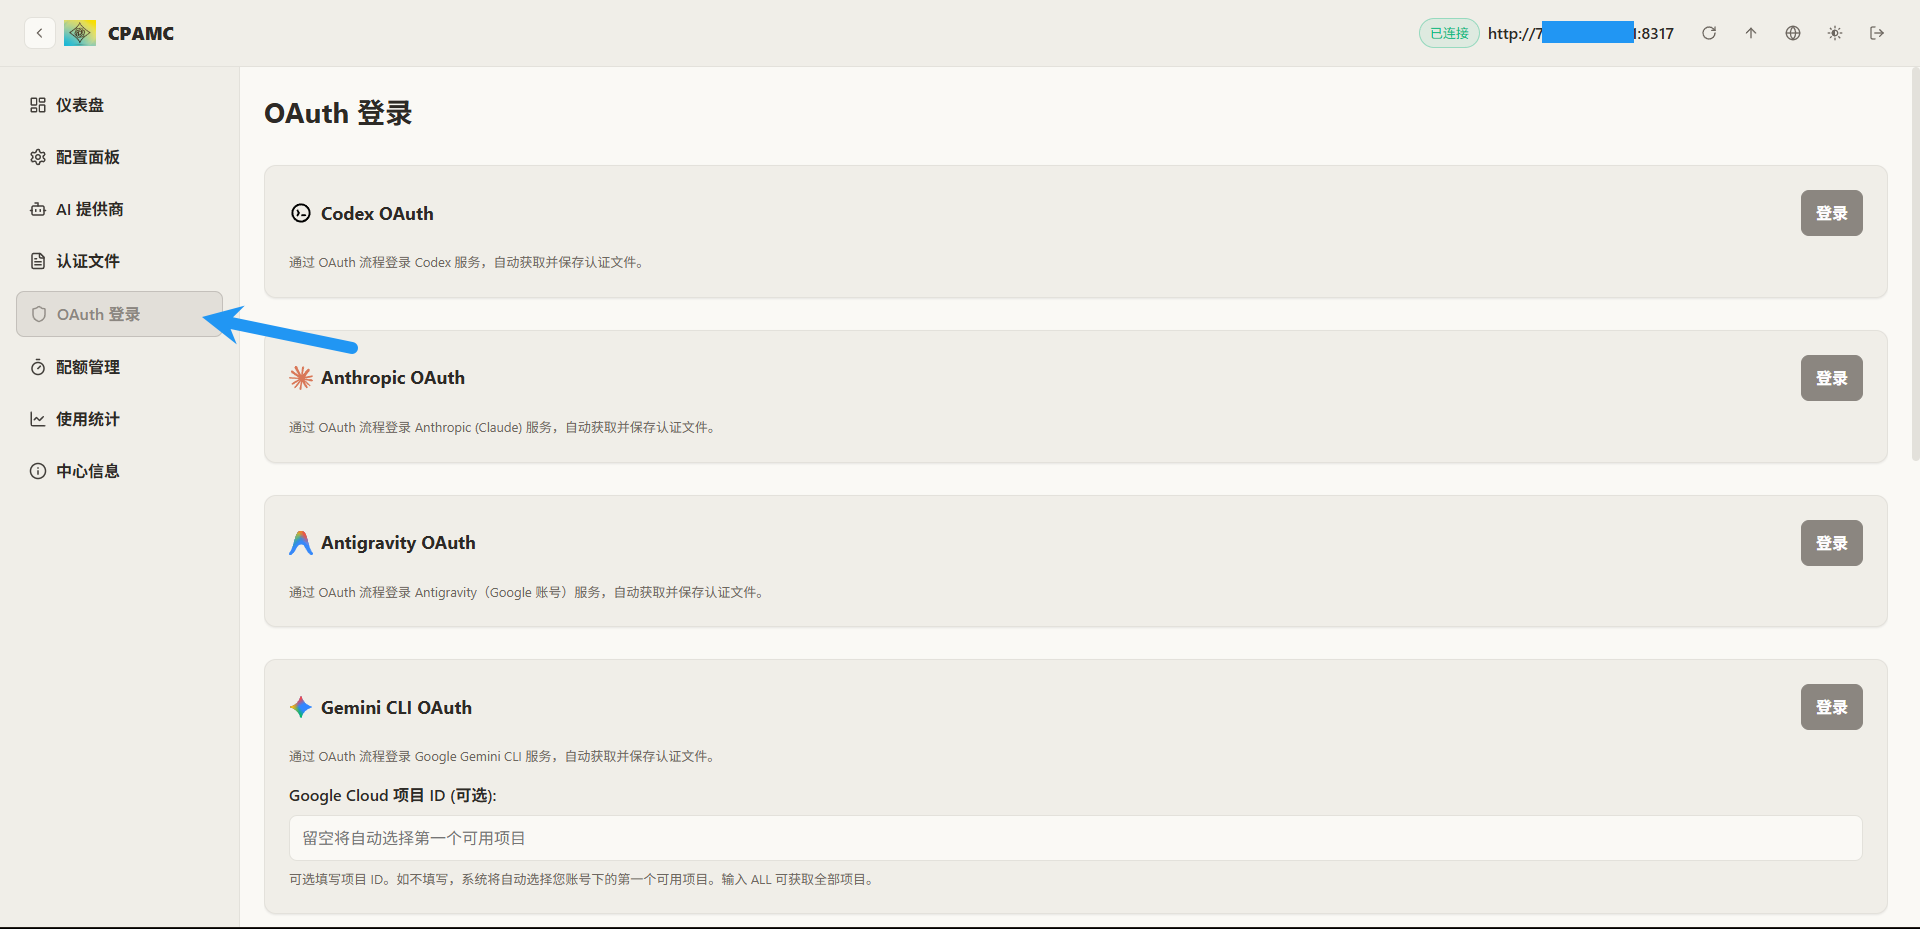 CPAMC
已连接
http://7
:8317
仪表盘
配置面板
AI 提供商
认证文件
OAuth 登录
配额管理
使用统计
中心信息
OAuth 登录
Codex OAuth
登录
通过 OAuth 流程登录 Codex 服务，自动获取并保存认证文件。
Anthropic OAuth
登录
通过 OAuth 流程登录 Anthropic (Claude) 服务，自动获取并保存认证文件。
Antigravity OAuth
登录
通过 OAuth 流程登录 Antigravity（Google 账号）服务，自动获取并保存认证文件。
Gemini CLI OAuth
登录
通过 OAuth 流程登录 Google Gemini CLI 服务，自动获取并保存认证文件。
Google Cloud 项目 ID (可选):
留空将自动选择第一个可用项目
可选填写项目 ID。如不填写，系统将自动选择您账号下的第一个可用项目。输入 ALL 可获取全部项目。